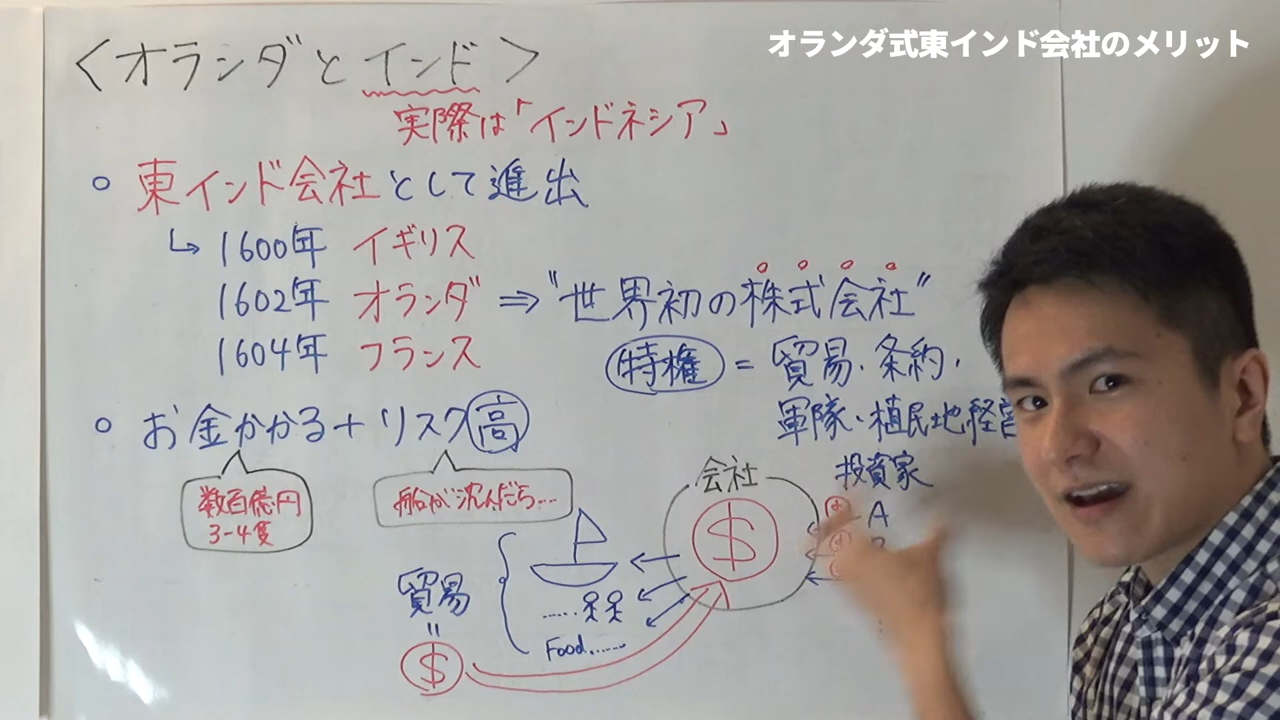 オランダ式東インド会社のメリット
<オランダとインド>
実際は「インドネシア」
○ 東インド会社として進出
↳ 1600年 イギリス
1602年 オランダ ⇒ "世界初の株式会社"
1604年 フランス
特権 = 貿易・条約・
軍隊・植民地経営
○ お金かかる+リスク高
数百億円
3-4隻
船が沈んだら…
会社
投資家
$
A
貿易
=
$
Food......